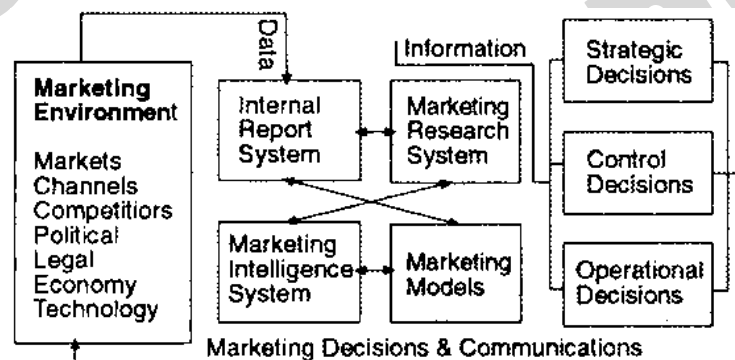 Marketing
Environment
Markets
Channels
Competitiors
Political
Legal
Economy
Technology
Data
Internal
Report
System
Information
Marketing
Research
System
Marketing
Intelligence
System
Marketing
Models
Strategic
Decisions
Control
Decisions
Operational
Decisions
Marketing Decisions & Communications